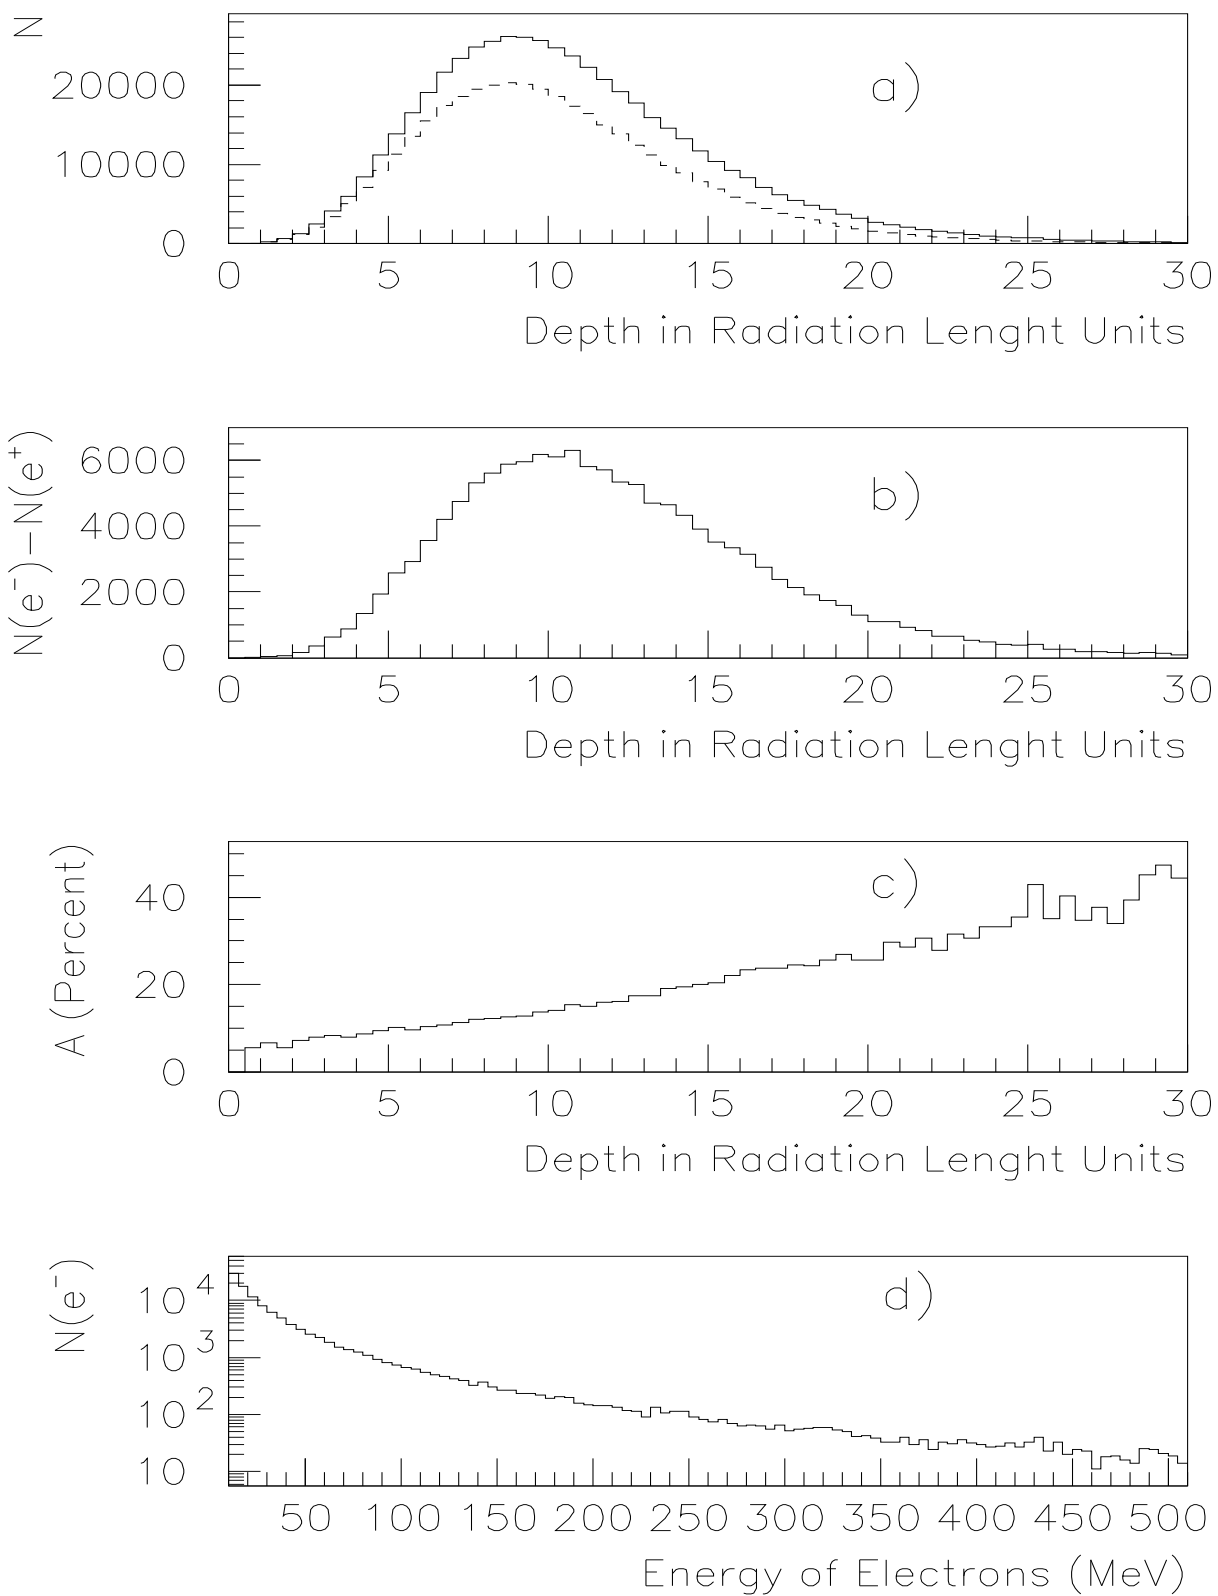 N
20000
10000
0
a)
0 5 10 15 20 25 30
Depth in Radiation Lenght Units
N(e⁻)−N(e⁺)
6000
4000
2000
0
b)
0 5 10 15 20 25 30
Depth in Radiation Lenght Units
A (Percent)
40
20
0
c)
0 5 10 15 20 25 30
Depth in Radiation Lenght Units
N(e⁻)
10⁴
10³
10²
10
d)
50 100 150 200 250 300 350 400 450 500
Energy of Electrons (MeV)